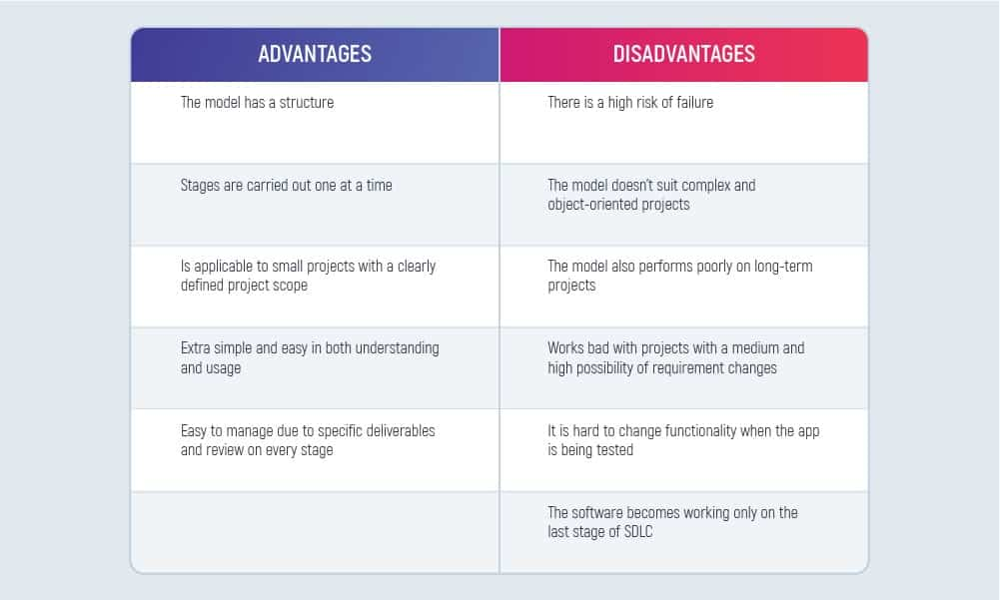 ADVANTAGES
DISADVANTAGES
The model has a structure
There is a high risk of failure
Stages are carried out one at a time
The model doesn't suit complex and
object-oriented projects
Is applicable to small projects with a clearly
defined project scope
The model also performs poorly on long-term
projects
Extra simple and easy in both understanding
and usage
Works bad with projects with a medium and
high possibility of requirement changes
Easy to manage due to specific deliverables
and review on every stage
It is hard to change functionality when the app
is being tested
The software becomes working only on the
last stage of SDLC